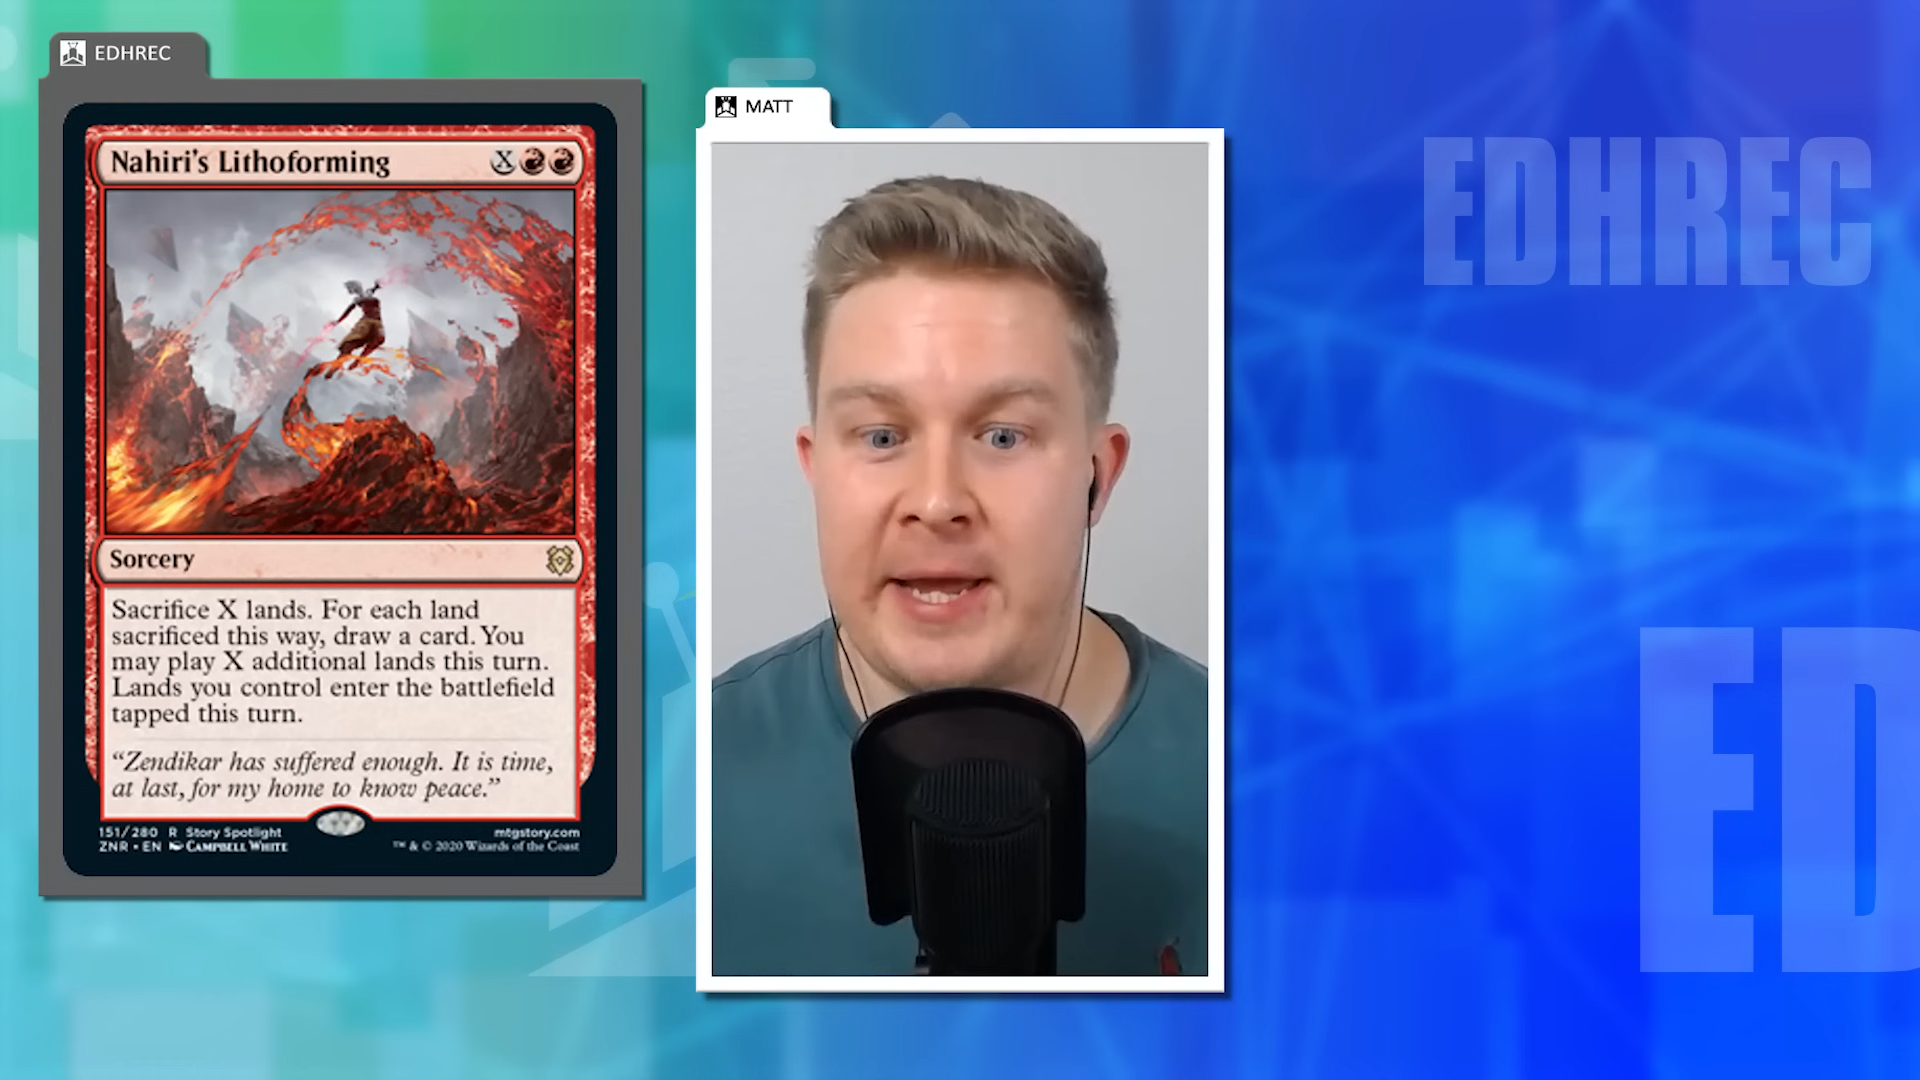 EDHREC
Nahiri's Lithoforming X
Sorcery
Sacrifice X lands. For each land
sacrificed this way, draw a card. You
may play X additional lands this turn.
Lands you control enter the battlefield
tapped this turn.
“Zendikar has suffered enough. It is time,
at last, for my home to know peace.”
151/280 R Story Spotlight
ZNR • EN CAMPBELL WHITE
mtgstory.com
™ & © 2020 Wizards of the Coast
MATT
EDHREC
ED